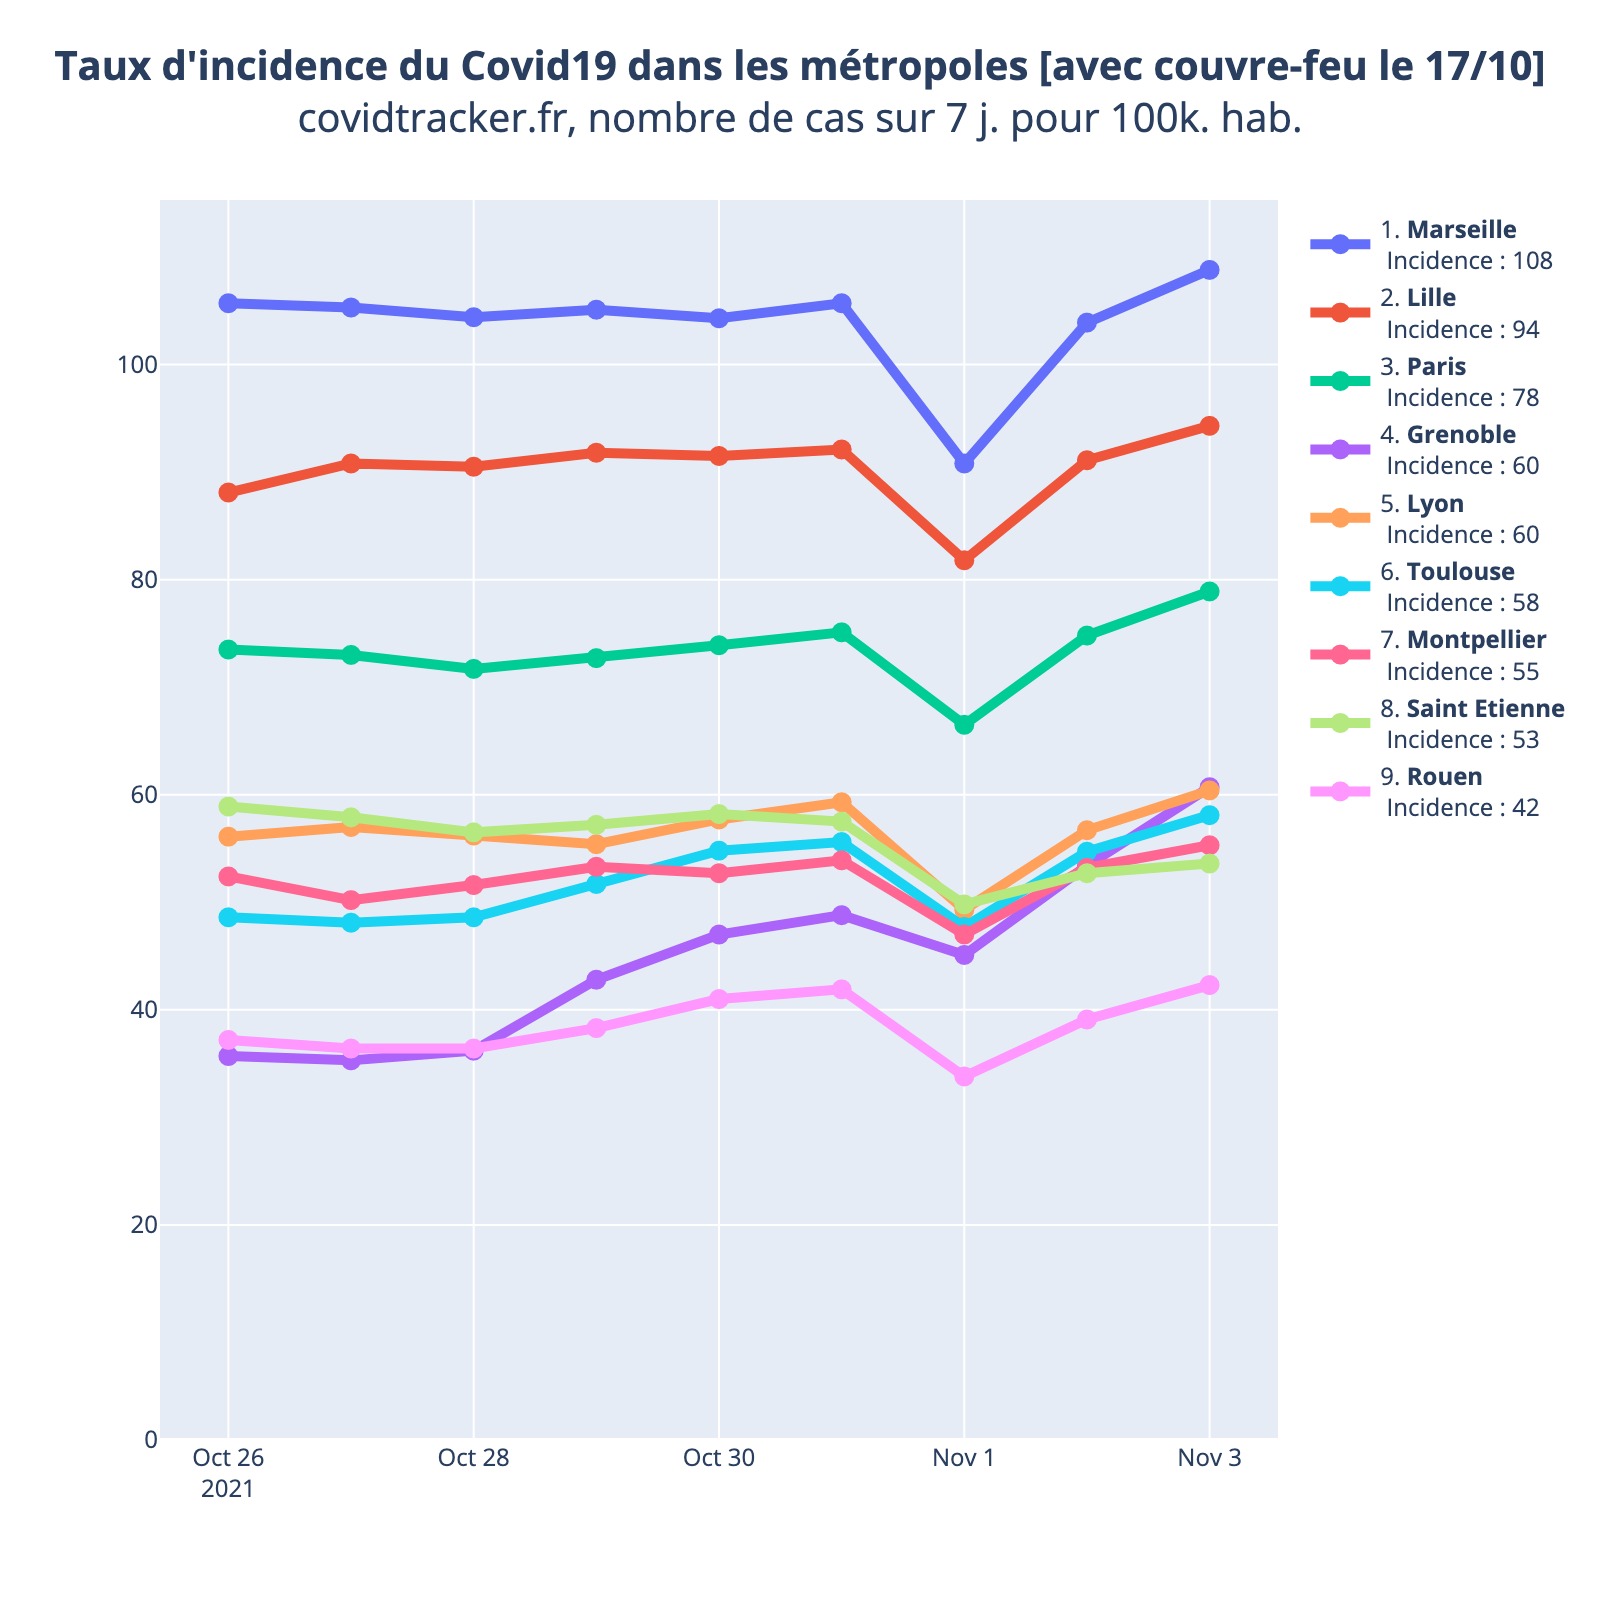 Taux d'incidence du Covid19 dans les métropoles [avec couvre-feu le 17/10]
covidtracker.fr, nombre de cas sur 7 j. pour 100k. hab.
1. Marseille
Incidence : 108
2. Lille
Incidence : 94
3. Paris
Incidence : 78
4. Grenoble
Incidence : 60
5. Lyon
Incidence : 60
6. Toulouse
Incidence : 58
7. Montpellier
Incidence : 55
8. Saint Etienne
Incidence : 53
9. Rouen
Incidence : 42
100
80
60
40
20
0
Oct 26 Oct 28 Oct 30 Nov 1 Nov 3
2021